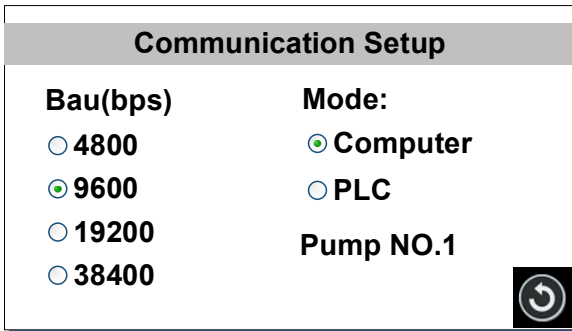 Communication Setup
Bau(bps)
4800
9600
19200
38400
Mode:
Computer
PLC
Pump NO.1